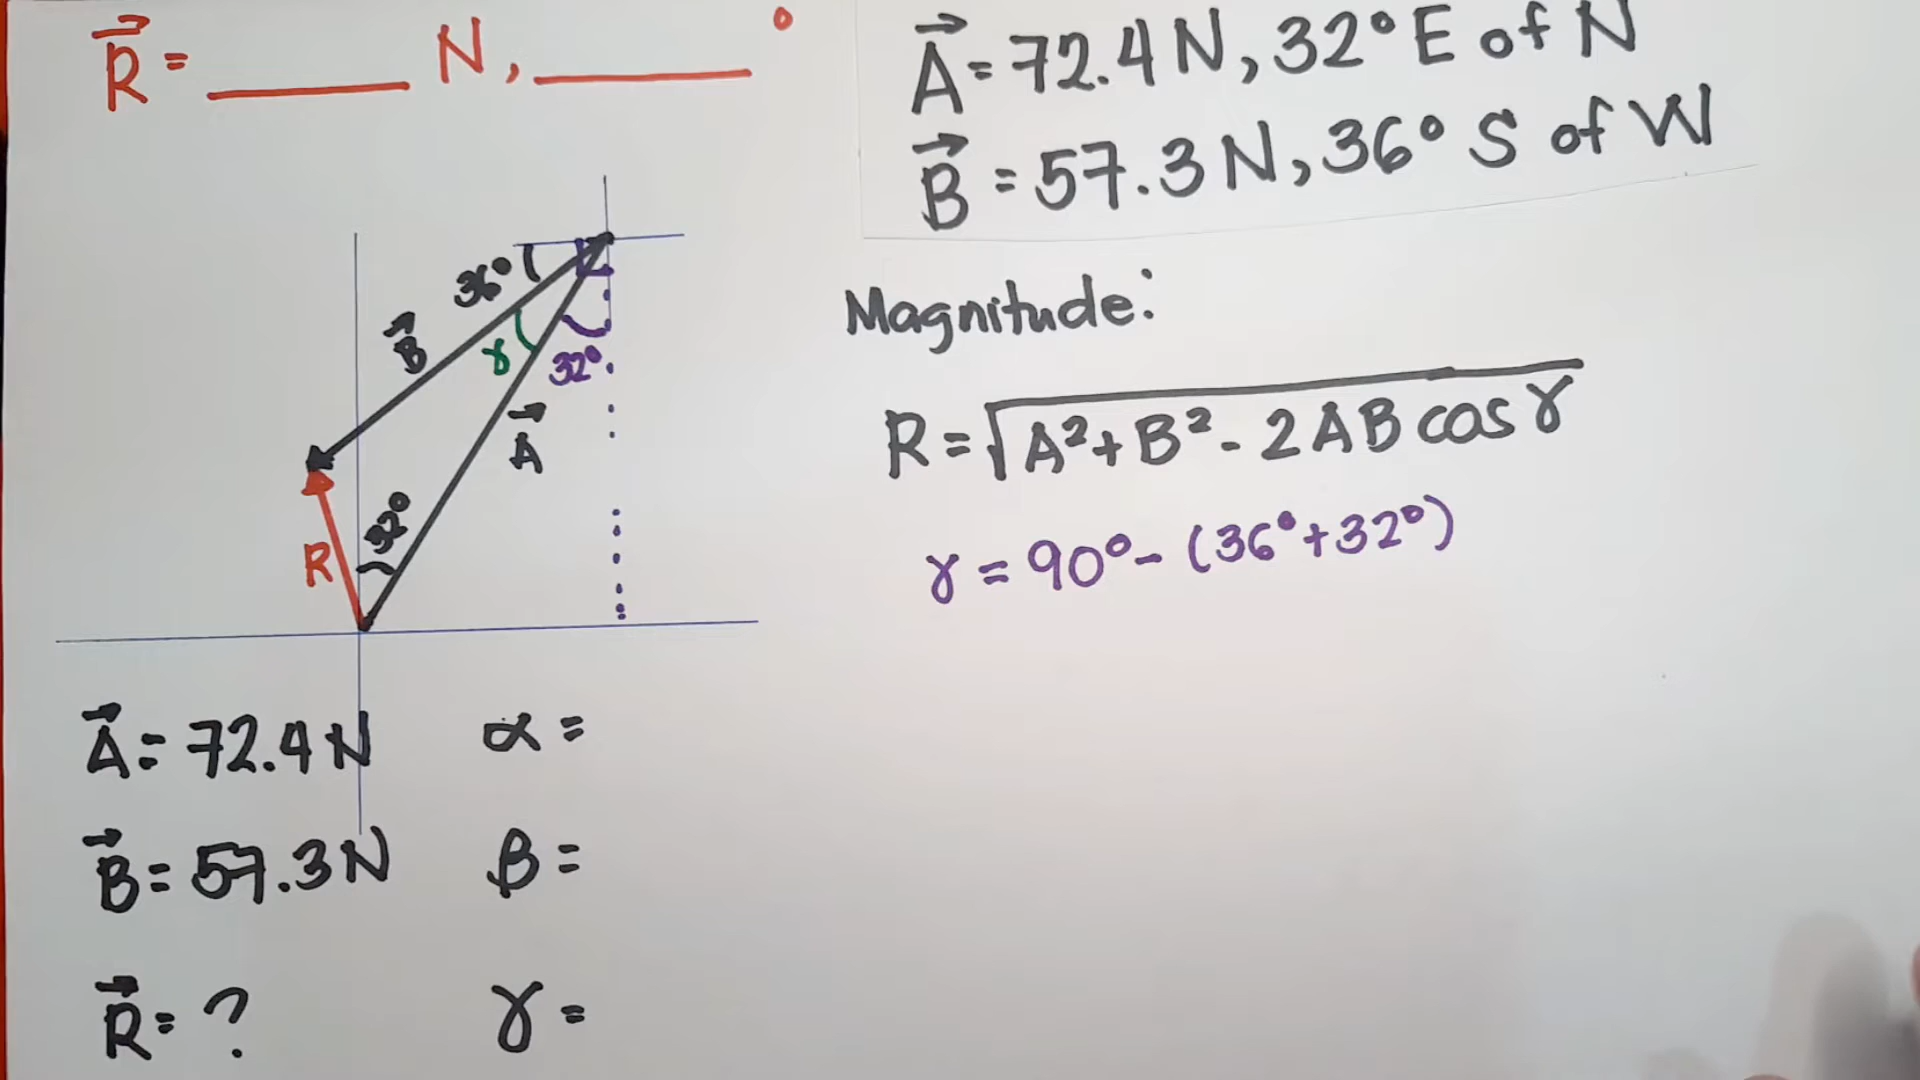 R⃗ = ______ N, ______ °
A⃗ = 72.4 N, 32° E of N
B⃗ = 57.3 N, 36° S of W
36°
B⃗
γ
32°
A⃗
32°
R
Magnitude:
R = √(A² + B² - 2AB cos γ)
γ = 90° - (36° + 32°)
A⃗ = 72.4 N
α =
B⃗ = 57.3 N
β =
R⃗ = ?
γ =